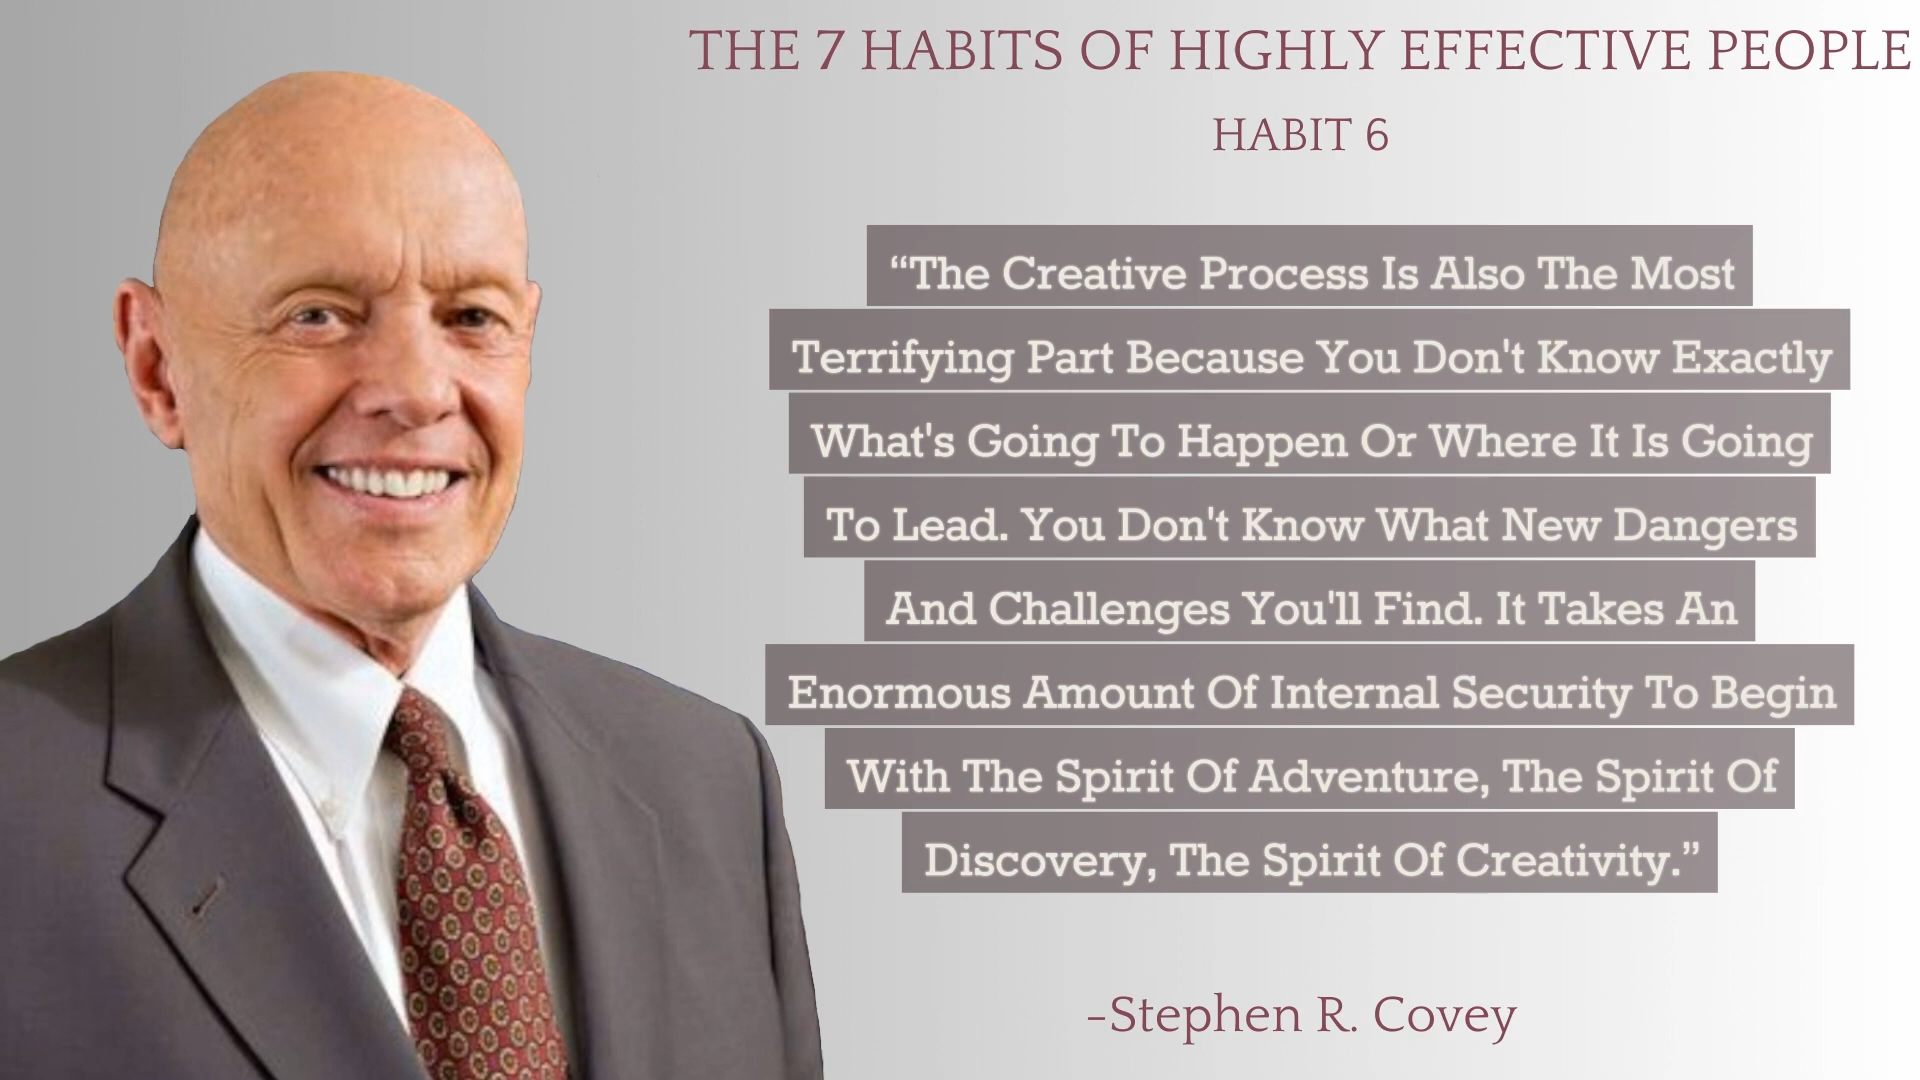 THE 7 HABITS OF HIGHLY EFFECTIVE PEOPLE
HABIT 6
“The Creative Process Is Also The Most
Terrifying Part Because You Don't Know Exactly
What's Going To Happen Or Where It Is Going
To Lead. You Don't Know What New Dangers
And Challenges You'll Find. It Takes An
Enormous Amount Of Internal Security To Begin
With The Spirit Of Adventure, The Spirit Of
Discovery, The Spirit Of Creativity.”
-Stephen R. Covey